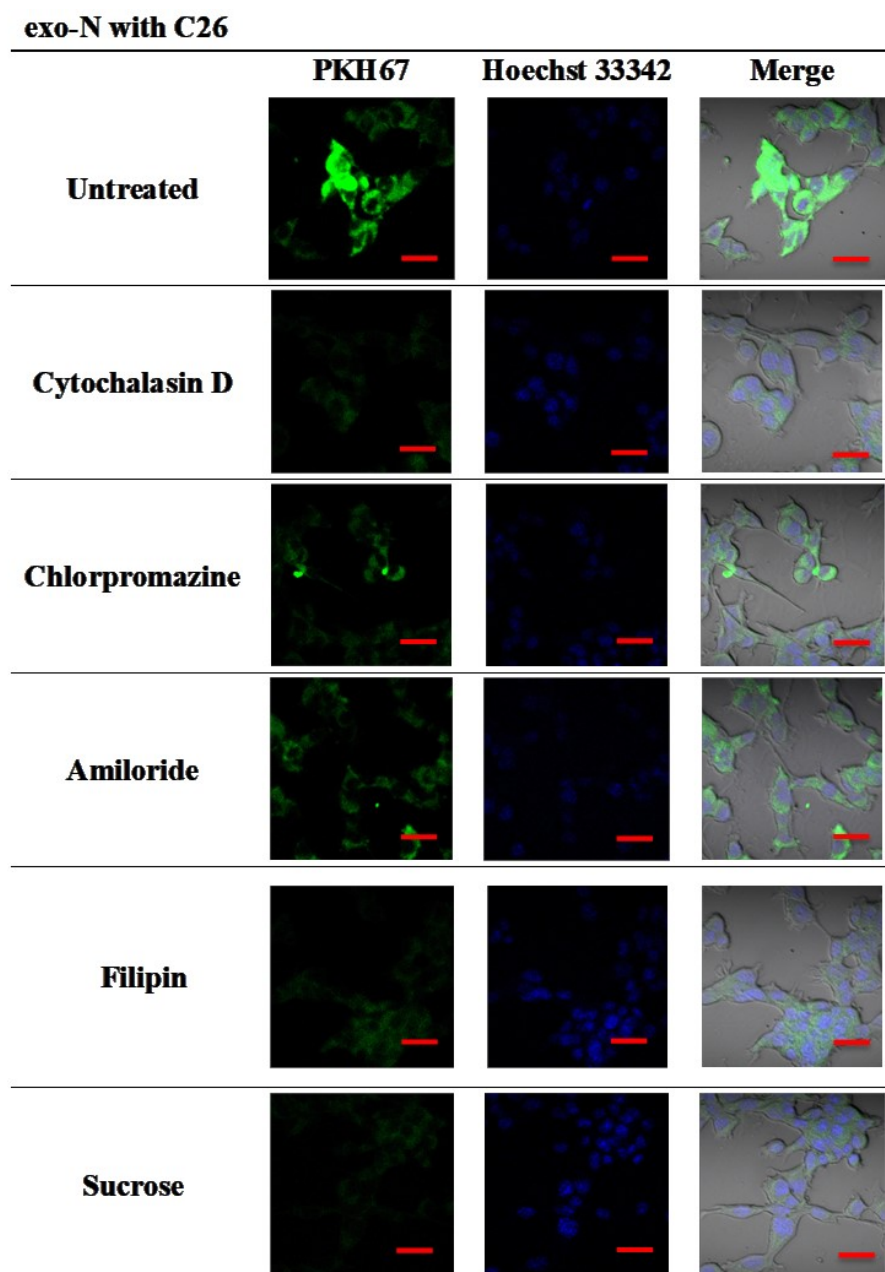 exo-N with C26
PKH67 Hoechst 33342 Merge
Untreated
Cytochalasin D
Chlorpromazine
Amiloride
Filipin
Sucrose